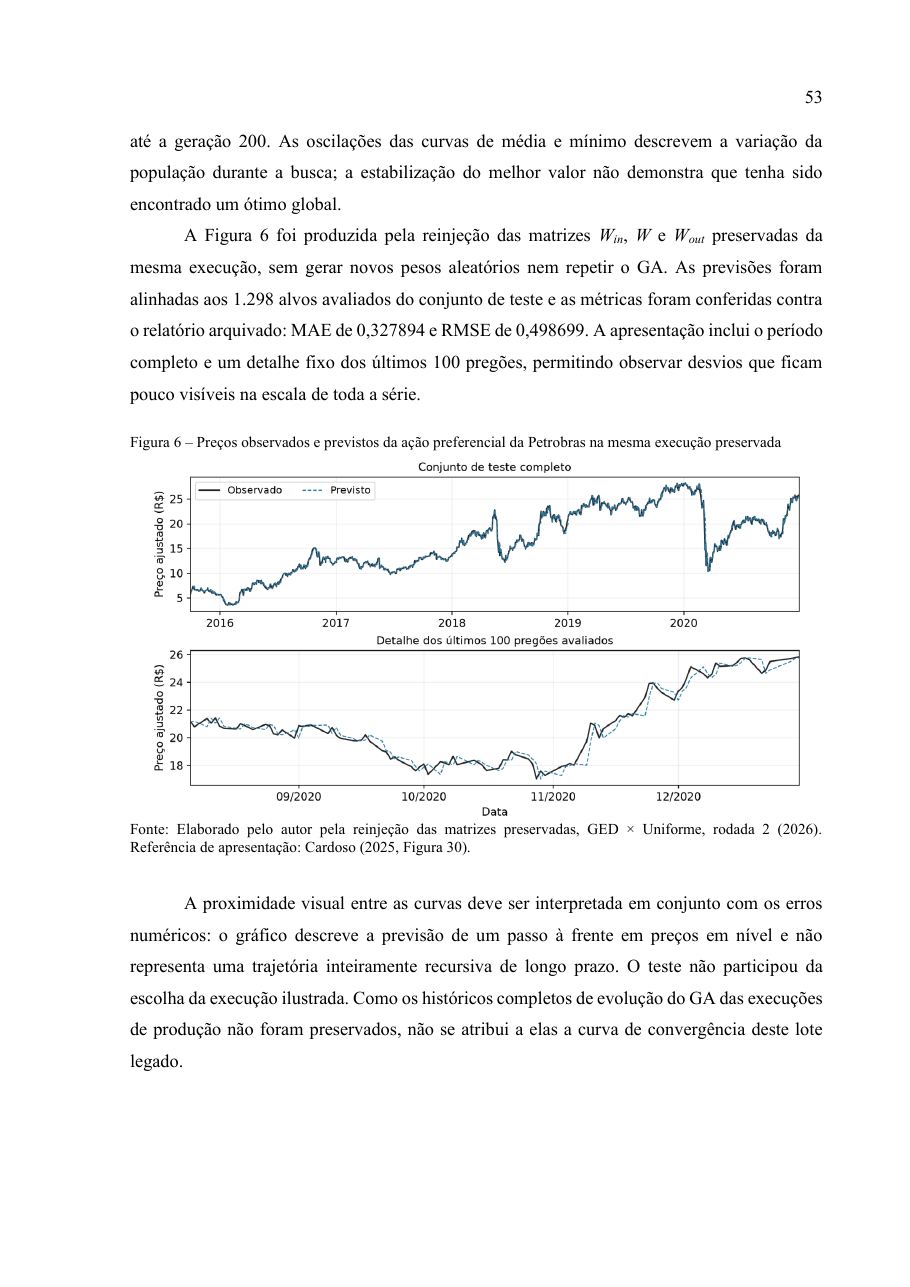 53
até a geração 200. As oscilações das curvas de média e mínimo descrevem a variação da
população durante a busca; a estabilização do melhor valor não demonstra que tenha sido
encontrado um ótimo global.
A Figura 6 foi produzida pela reinjeção das matrizes Win, W e Wout preservadas da
mesma execução, sem gerar novos pesos aleatórios nem repetir o GA. As previsões foram
alinhadas aos 1.298 alvos avaliados do conjunto de teste e as métricas foram conferidas contra
o relatório arquivado: MAE de 0,327894 e RMSE de 0,498699. A apresentação inclui o período
completo e um detalhe fixo dos últimos 100 pregões, permitindo observar desvios que ficam
pouco visíveis na escala de toda a série.
Figura 6 – Preços observados e previstos da ação preferencial da Petrobras na mesma execução preservada
Conjunto de teste completo
Observado Previsto
Preço ajustado (R$)
25
20
15
10
5
2016 2017 2018 2019 2020
Detalhe dos últimos 100 pregões avaliados
Preço ajustado (R$)
26
24
22
20
18
09/2020 10/2020 11/2020 12/2020
Data
Fonte: Elaborado pelo autor pela reinjeção das matrizes preservadas, GED × Uniforme, rodada 2 (2026).
Referência de apresentação: Cardoso (2025, Figura 30).
A proximidade visual entre as curvas deve ser interpretada em conjunto com os erros
numéricos: o gráfico descreve a previsão de um passo à frente em preços em nível e não
representa uma trajetória inteiramente recursiva de longo prazo. O teste não participou da
escolha da execução ilustrada. Como os históricos completos de evolução do GA das execuções
de produção não foram preservados, não se atribui a elas a curva de convergência deste lote
legado.